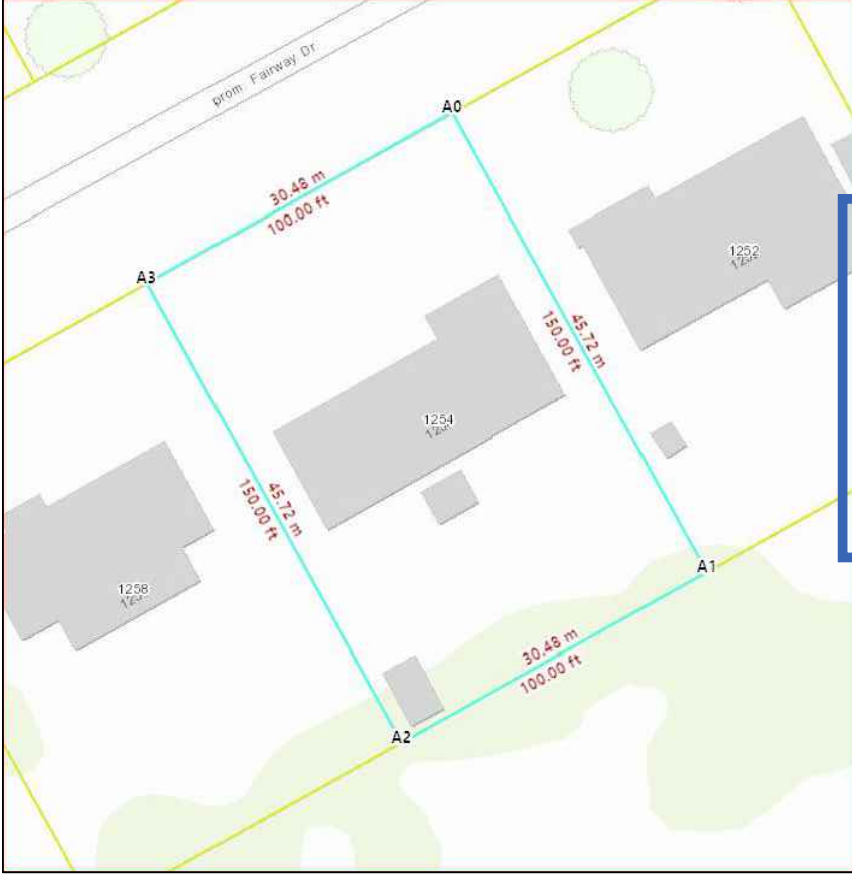 prom Fairway Dr
A0
30.48 m
100.00 ft
A3
1252
45.72 m
150.00 ft
1254
45.72 m
150.00 ft
A1
1258
30.48 m
100.00 ft
A2